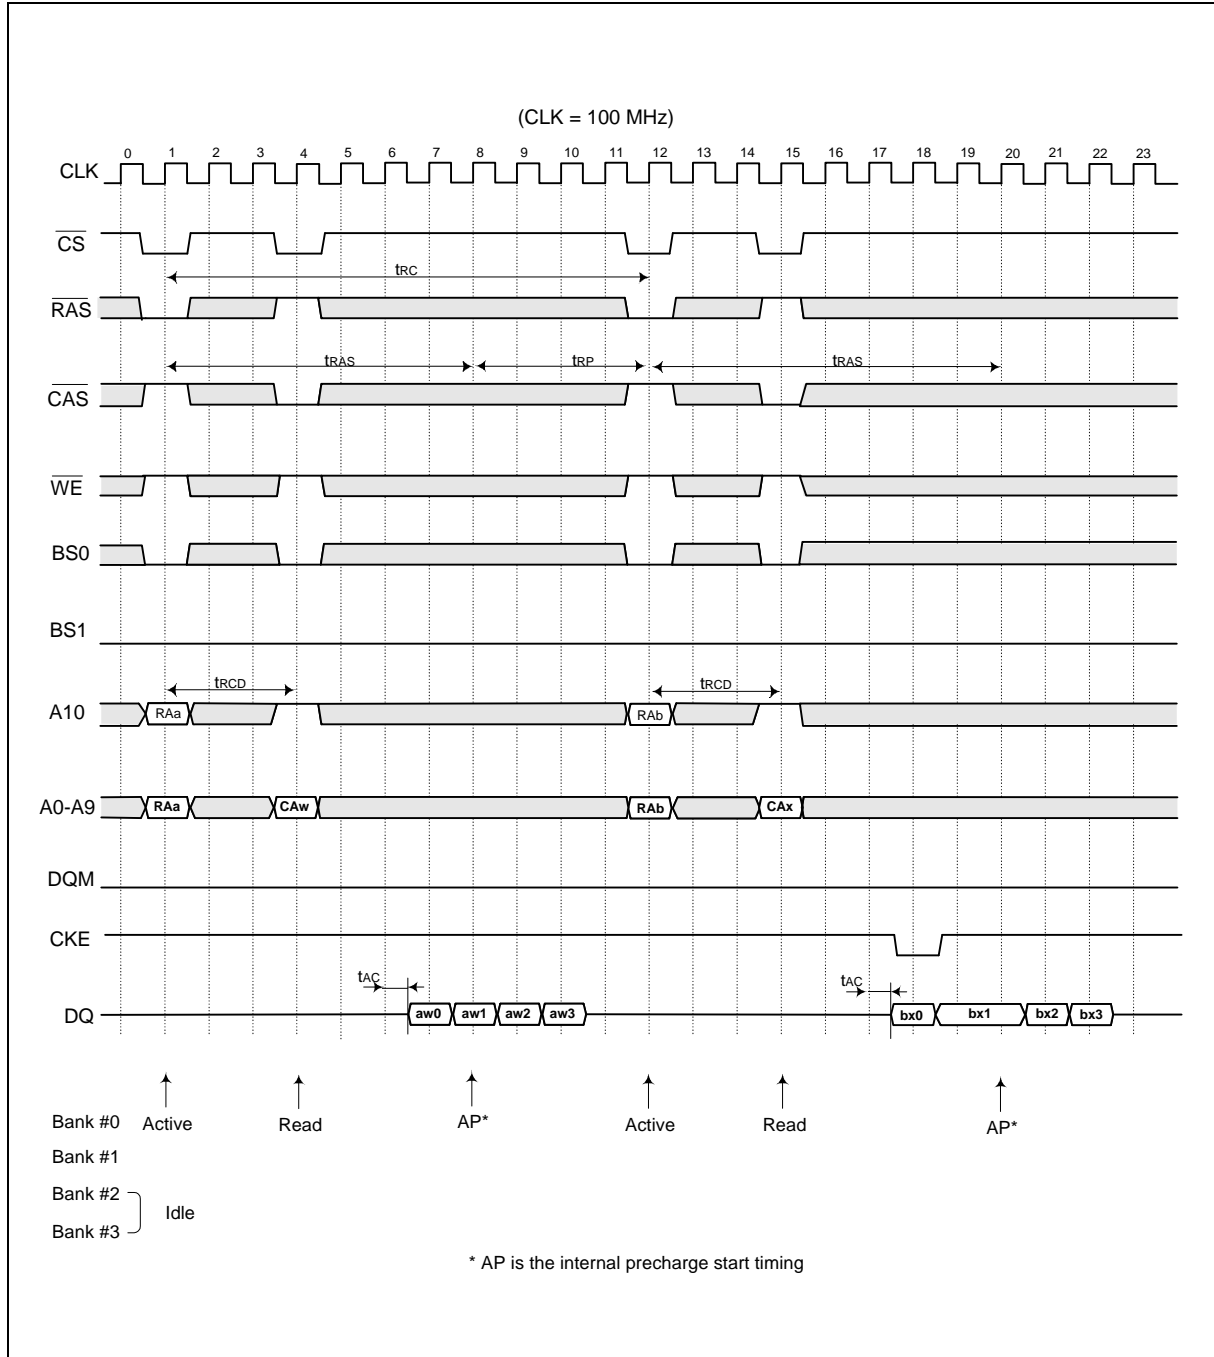 (CLK = 100 MHz)
0 1 2 3 4 5 6 7 8 9 10 11 12 13 14 15 16 17 18 19 20 21 22 23
CLK
CS
tRC
RAS
tRAS tRP tRAS
CAS
WE
BS0
BS1
tRCD tRCD
A10 RAa RAb
A0-A9 RAa CAw RAb CAx
DQM
CKE
tAC tAC
DQ aw0 aw1 aw2 aw3 bx0 bx1 bx2 bx3
Bank #0 Active Read AP* Active Read AP*
Bank #1
Bank #2
Idle
Bank #3
* AP is the internal precharge start timing